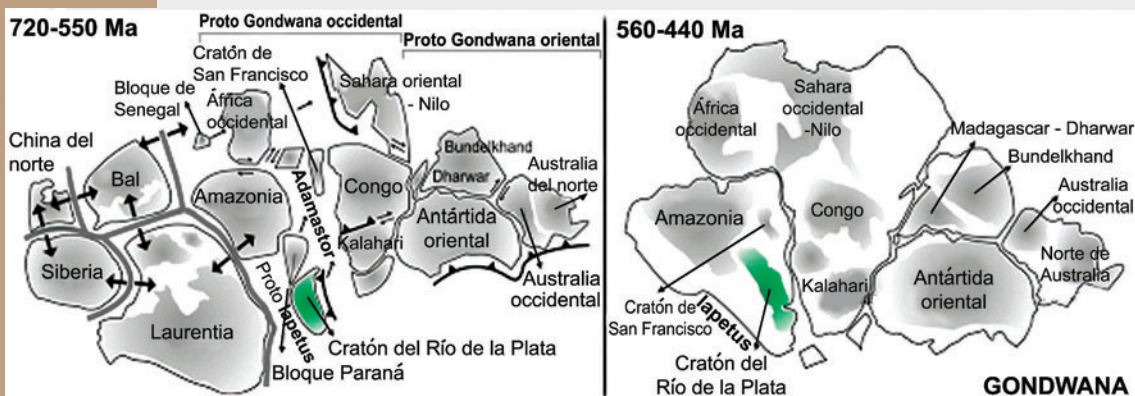 720-550 Ma
Proto Gondwana occidental
Proto Gondwana oriental
Cratón de
San Francisco
Bloque de
Senegal
África
occidental
Sahara oriental
- Nilo
China del
norte
Bal
Amazonia
Adamastor
Congo
Bundelkhand
Dharwar
Australia
del norte
Siberia
Kalahari
Antártida
oriental
Laurentia
Proto Iapetus
Australia
occidental
Cratón del Río de la Plata
Bloque Paraná
560-440 Ma
África
occidental
Sahara
occidental
-Nilo
Madagascar - Dharwar
Bundelkhand
Australia
occidental
Amazonia
Congo
Norte de
Australia
Kalahari
Antártida
oriental
Cratón de
San Francisco
Iapetus
Cratón del
Río de la Plata
GONDWANA